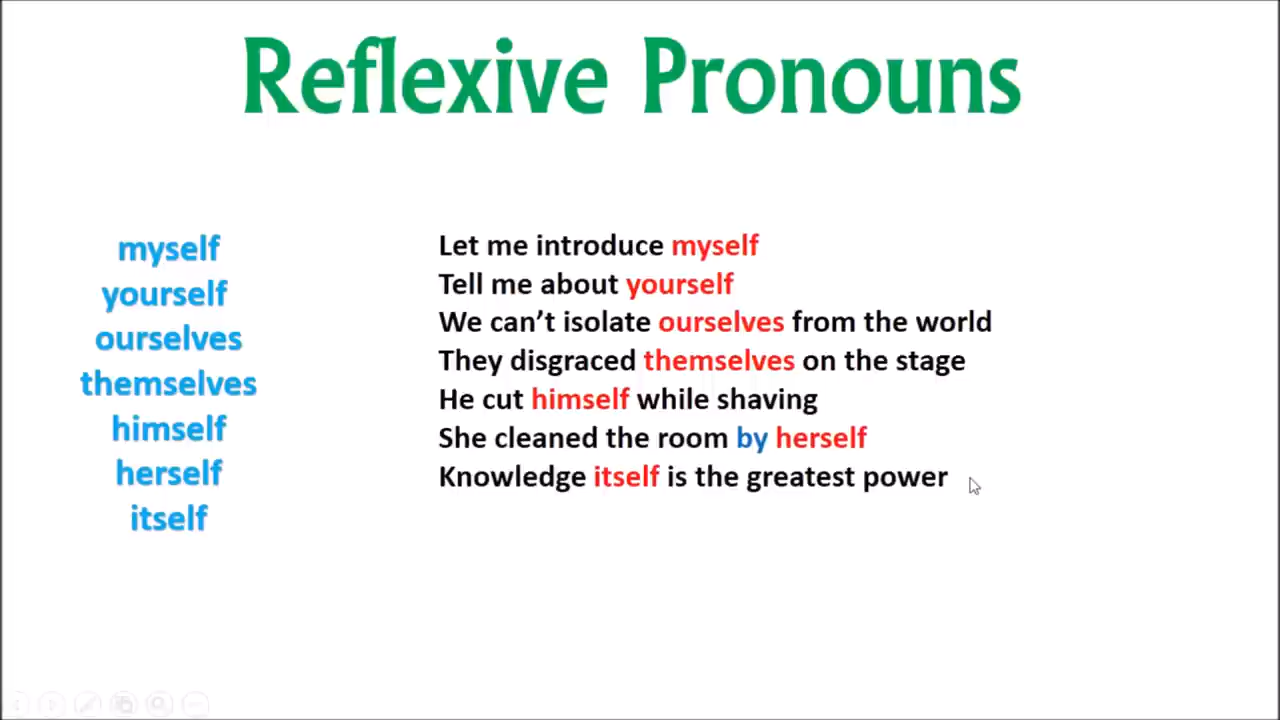 Reflexive Pronouns
myself
yourself
ourselves
themselves
himself
herself
itself
Let me introduce myself
Tell me about yourself
We can’t isolate ourselves from the world
They disgraced themselves on the stage
He cut himself while shaving
She cleaned the room by herself
Knowledge itself is the greatest power